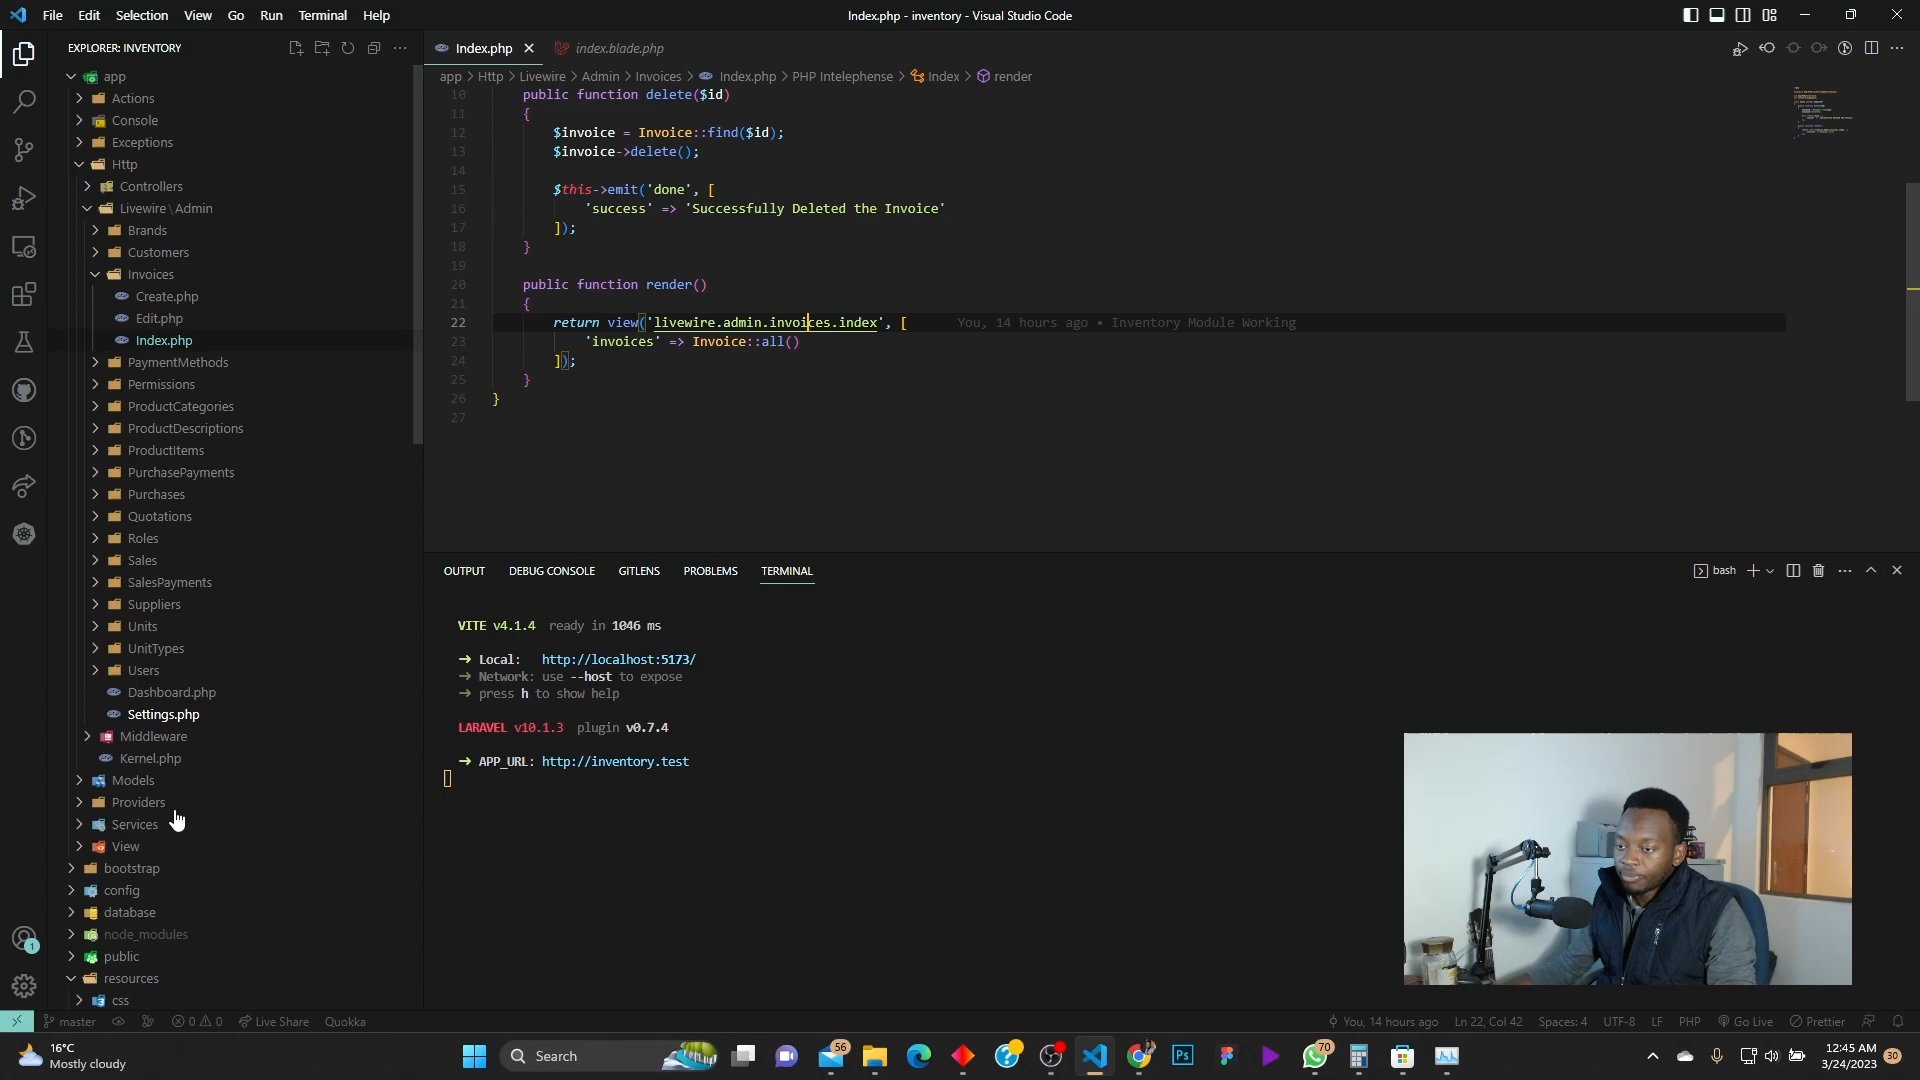 File Edit Selection View Go Run Terminal Help
Index.php - inventory - Visual Studio Code
EXPLORER: INVENTORY
app
Actions
Console
Exceptions
Http
Controllers
Livewire \ Admin
Brands
Customers
Invoices
Create.php
Edit.php
Index.php
PaymentMethods
Permissions
ProductCategories
ProductDescriptions
ProductItems
PurchasePayments
Purchases
Quotations
Roles
Sales
SalesPayments
Suppliers
Units
UnitTypes
Users
Dashboard.php
Settings.php
Middleware
Kernel.php
Models
Providers
Services
View
bootstrap
config
database
node_modules
public
resources
css
Index.php
index.blade.php
app > Http > Livewire > Admin > Invoices > Index.php > PHP Intelephense > Index > render
10 public function delete($id)
11 {
12 $invoice = Invoice::find($id);
13 $invoice->delete();
14
15 $this->emit('done', [
16 'success' => 'Successfully Deleted the Invoice'
17 ]);
18 }
19
20 public function render()
21 {
22 return view('livewire.admin.invoices.index', [ You, 14 hours ago • Inventory Module Working
23 'invoices' => Invoice::all()
24 ]);
25 }
26 }
27
OUTPUT DEBUG CONSOLE GITLENS PROBLEMS TERMINAL
bash
VITE v4.1.4 ready in 1046 ms
➜ Local: http://localhost:5173/
➜ Network: use --host to expose
➜ press h to show help
LARAVEL v10.1.3 plugin v0.7.4
➜ APP_URL: http://inventory.test
1
master 0 0 Live Share Quokka
You, 14 hours ago Ln 22, Col 42 Spaces: 4 UTF-8 LF PHP Go Live Prettier
16°C
Mostly cloudy
Search
56
Ps
70
12:45 AM
3/24/2023
30